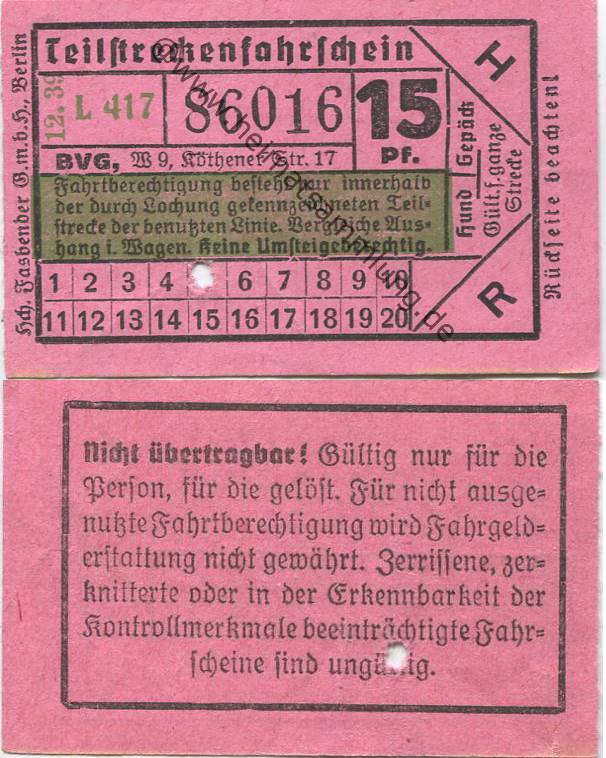 Teilstreckenfahrschein
12.39
L 417
86016
15
Pf.
BVG, W 9, Köthener Str. 17
Fahrtberechtigung besteht nur innerhalb
der durch Lochung gekennzeichneten Teil-
strecke der benutzten Linie. Vergleiche Aus-
hang i. Wagen. Keine Umsteigeberechtig.
1 2 3 4 6 7 8 9 10
11 12 13 14 15 16 17 18 19 20
H
Hund Gepäck
Gült. f. ganze
Strecke
R
Hch. Fasbender G.m.b.H., Berlin
Rückseite beachten!
©www.heimatsammlung.de
Nicht übertragbar! Gültig nur für die
Person, für die gelöst. Für nicht ausge-
nutzte Fahrtberechtigung wird Fahrgeld-
erstattung nicht gewährt. Zerrissene, zer-
knitterte oder in der Erkennbarkeit der
Kontrollmerkmale beeinträchtigte Fahr-
scheine sind ungültig.